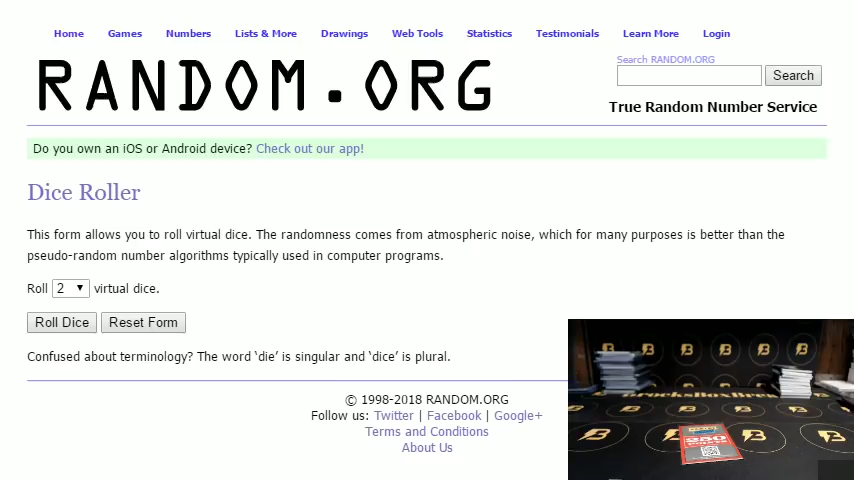 Home Games Numbers Lists & More Drawings Web Tools Statistics Testimonials Learn More Login
RANDOM.ORG
Search RANDOM.ORG
Search
True Random Number Service
Do you own an iOS or Android device? Check out our app!
Dice Roller
This form allows you to roll virtual dice. The randomness comes from atmospheric noise, which for many purposes is better than the
pseudo-random number algorithms typically used in computer programs.
Roll 2 virtual dice.
Roll Dice Reset Form
Confused about terminology? The word ‘die’ is singular and ‘dice’ is plural.
© 1998-2018 RANDOM.ORG
Follow us: Twitter | Facebook | Google+
Terms and Conditions
About Us
250
POINTS